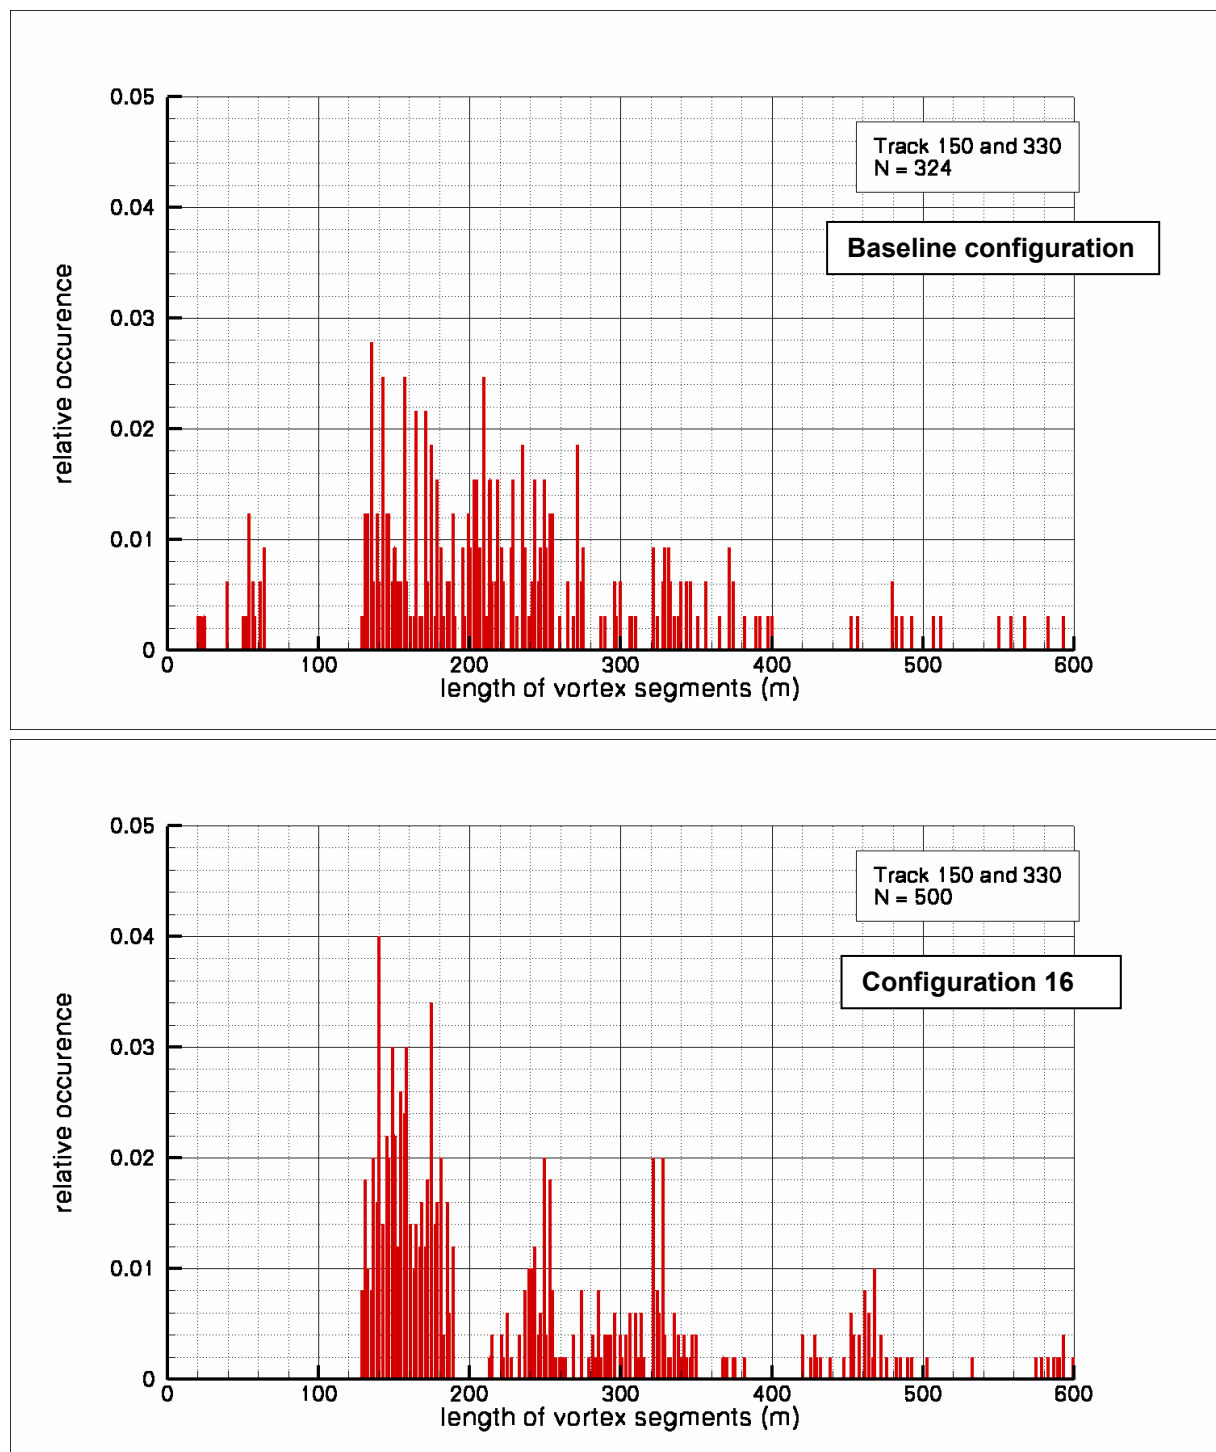 0.05
Track 150 and 330
N = 324
0.04
Baseline configuration
0.03
relative occurence
0.02
0.01
0
0 100 200 300 400 500 600
length of vortex segments (m)
0.05
Track 150 and 330
N = 500
0.04
Configuration 16
0.03
relative occurence
0.02
0.01
0
0 100 200 300 400 500 600
length of vortex segments (m)